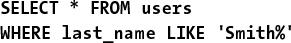 SELECT * FROM users
WHERE last_name LIKE 'Smith%'